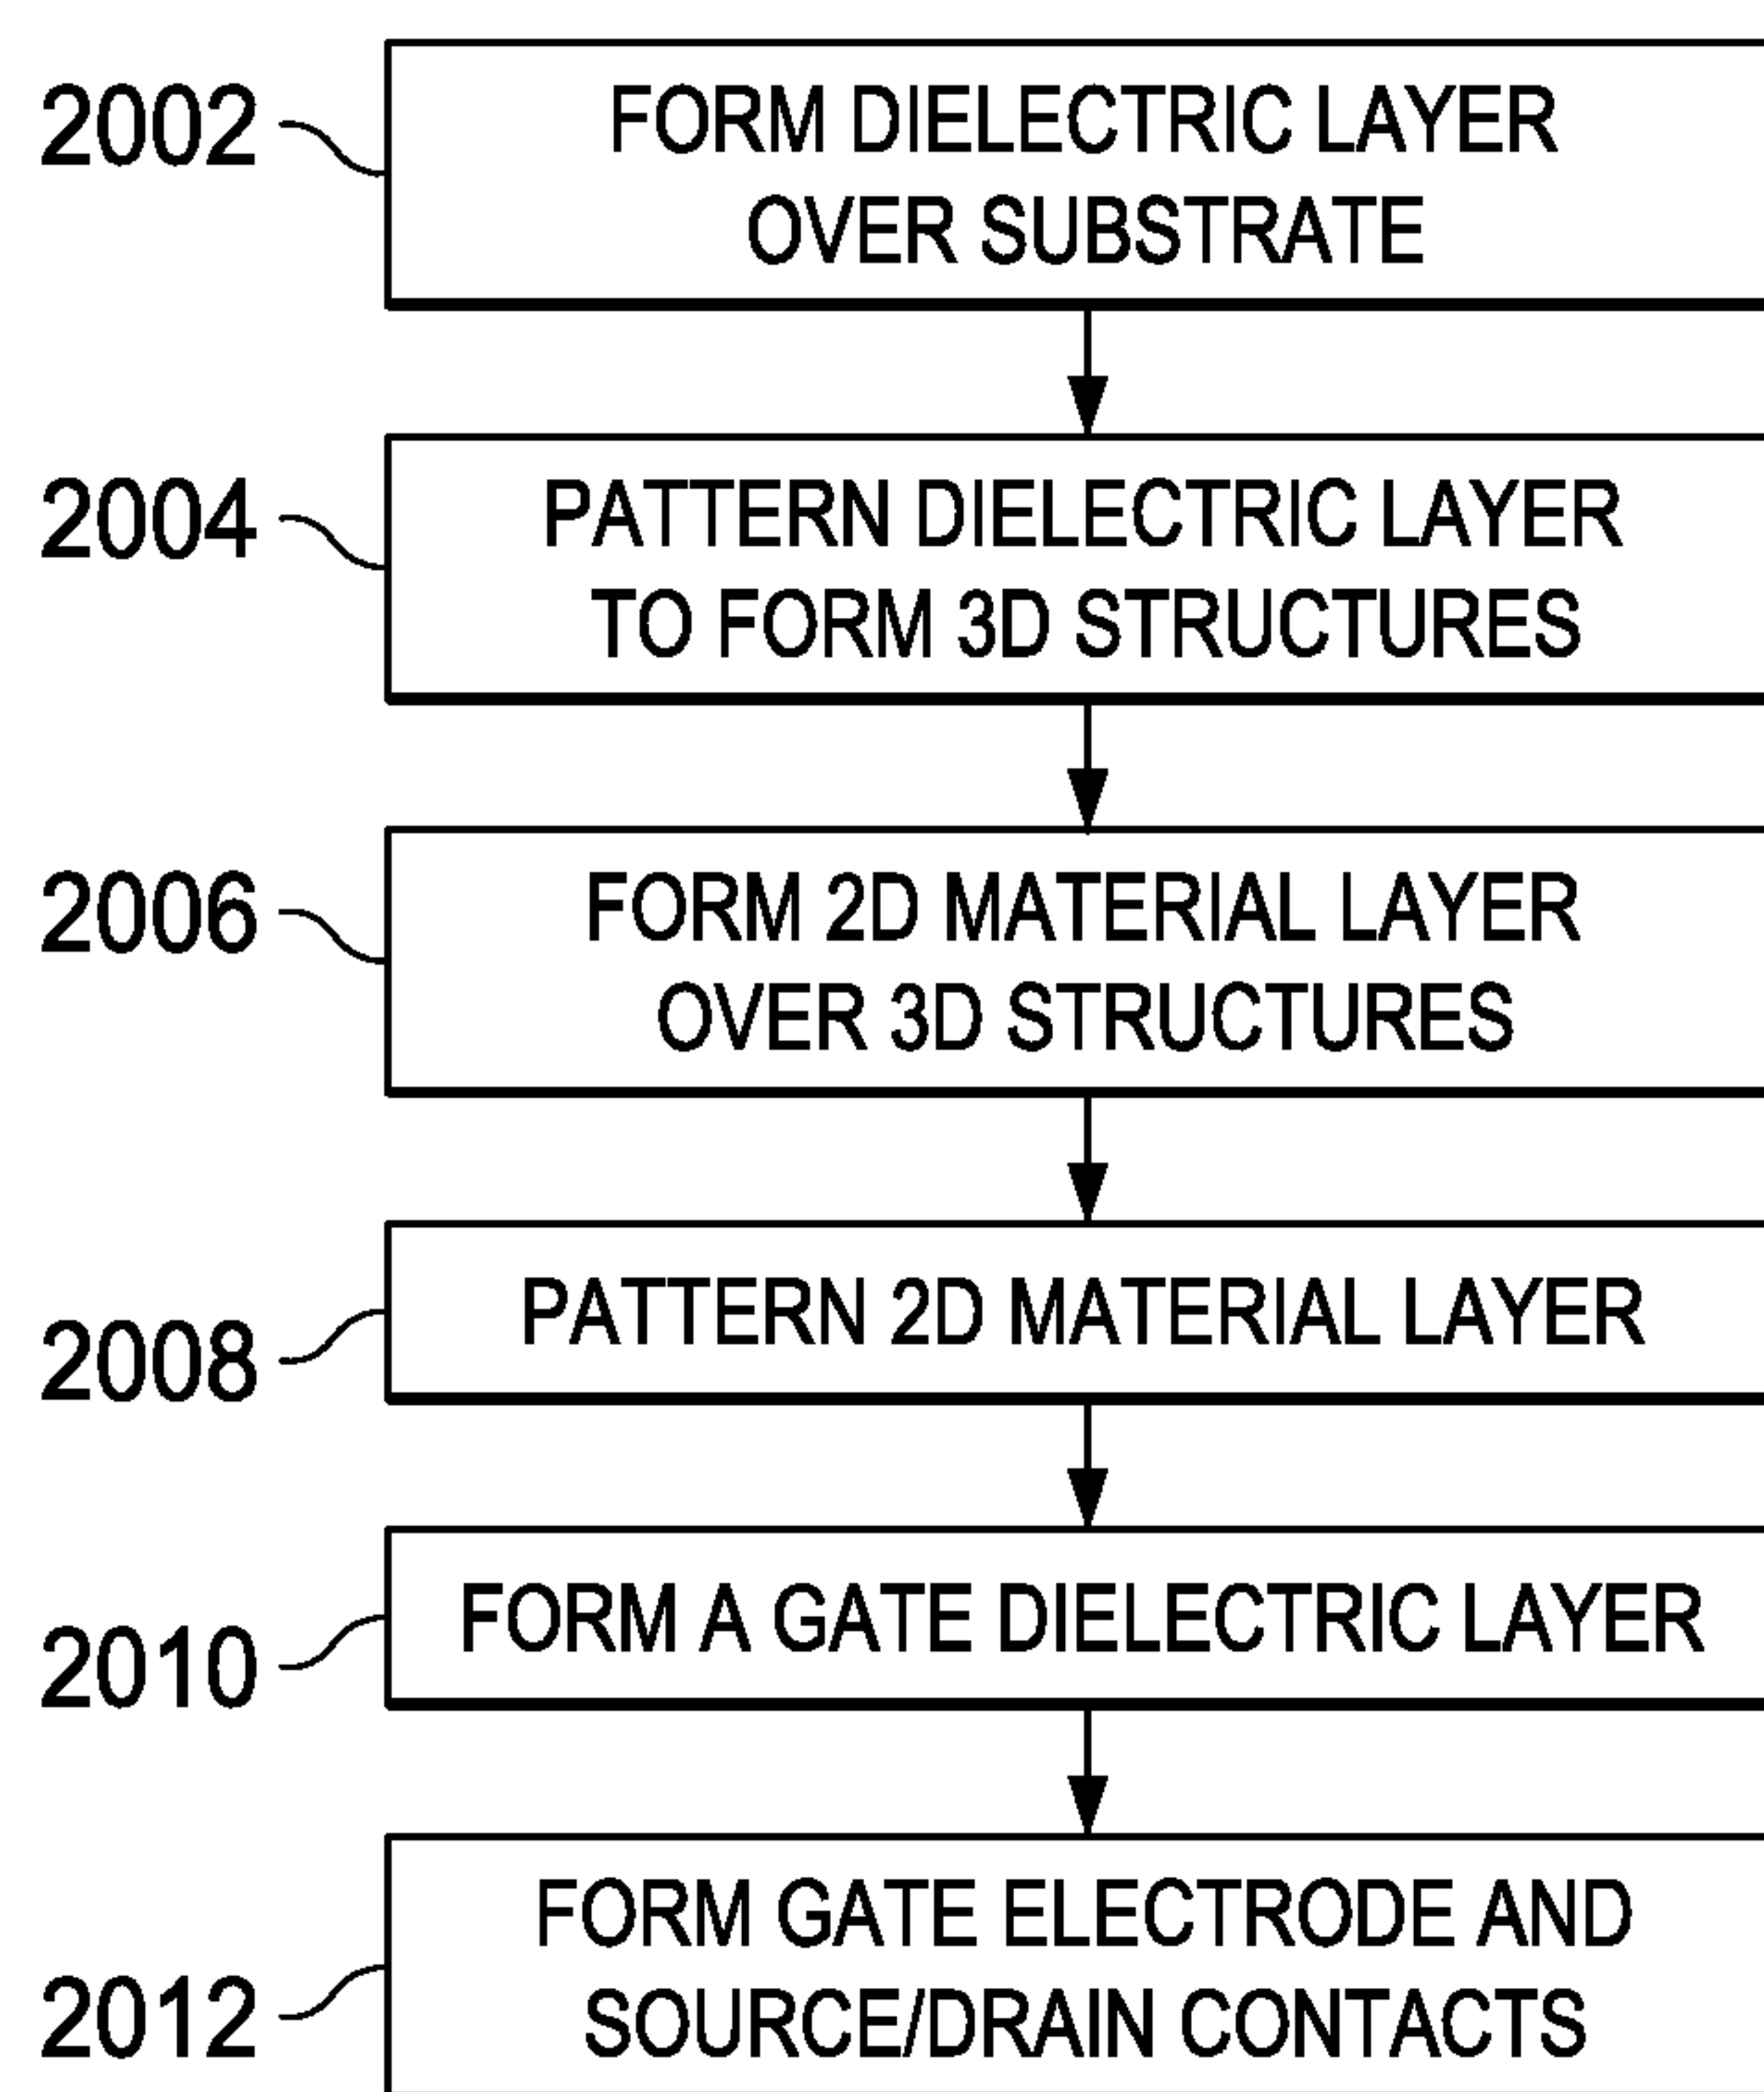 2002
FORM DIELECTRIC LAYER
OVER SUBSTRATE
2004
PATTERN DIELECTRIC LAYER
TO FORM 3D STRUCTURES
2006
FORM 2D MATERIAL LAYER
OVER 3D STRUCTURES
2008
PATTERN 2D MATERIAL LAYER
2010
FORM A GATE DIELECTRIC LAYER
2012
FORM GATE ELECTRODE AND
SOURCE/DRAIN CONTACTS